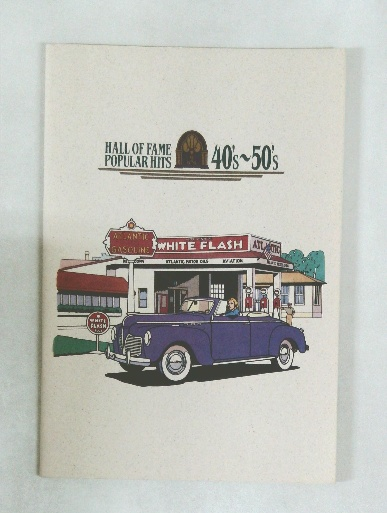 HALL OF FAME
POPULAR HITS
40's~50's
ATLANTIC
GASOLINE
WHITE FLASH
ATLANTIC MOTOR OILS
AVIATION
WHITE
FLASH